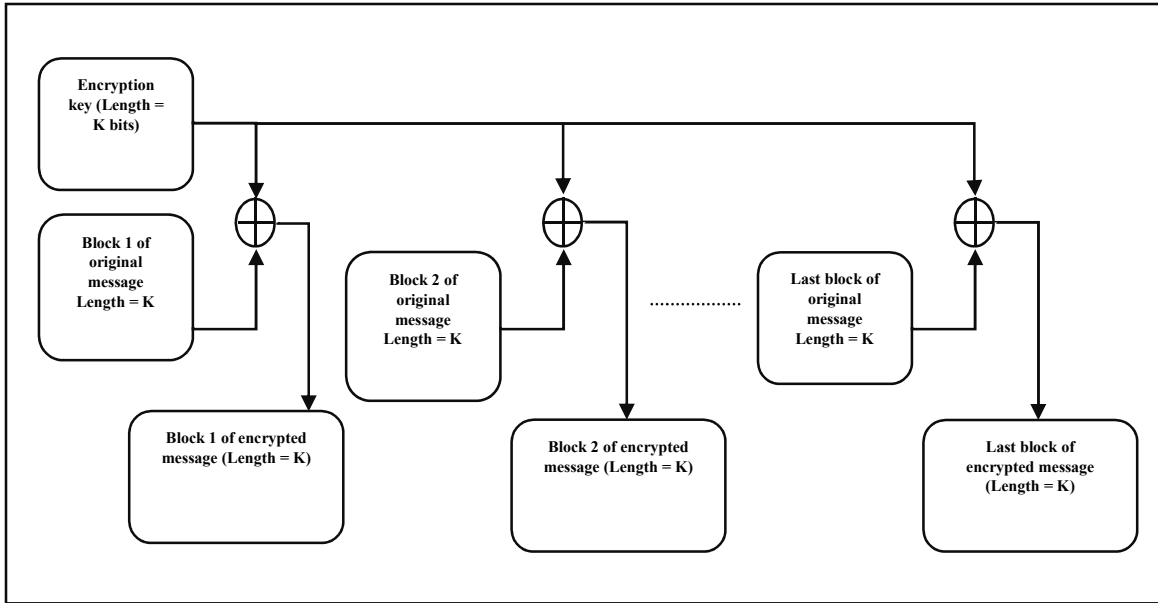 Encryption
key (Length =
K bits)
Block 1 of
original
message
Length = K
Block 2 of
original
message
Length = K
Last block of
original
message
Length = K
Block 1 of encrypted
message (Length = K)
Block 2 of encrypted
message (Length = K)
Last block of
encrypted message
(Length = K)